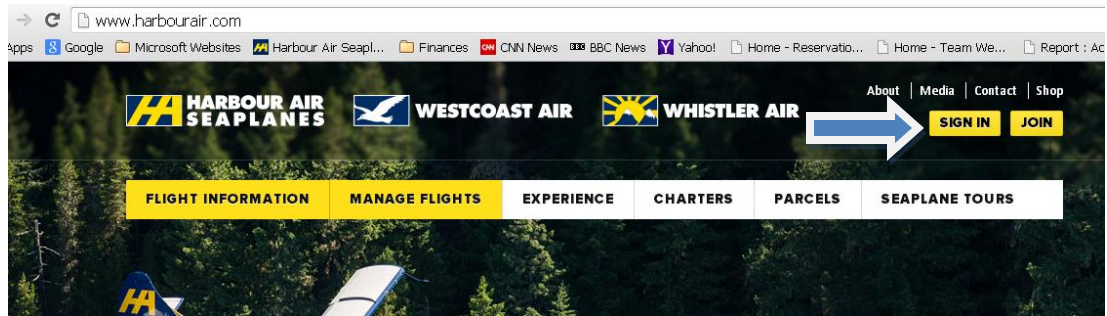 www.harbourair.com
Apps Google Microsoft Websites Harbour Air Seapl... Finances CNN News BBC News Yahoo! Home - Reservatio... Home - Team We... Report : Ac
About | Media | Contact | Shop
HARBOUR AIR
SEAPLANES
WESTCOAST AIR
WHISTLER AIR
SIGN IN
JOIN
FLIGHT INFORMATION MANAGE FLIGHTS EXPERIENCE CHARTERS PARCELS SEAPLANE TOURS
HA